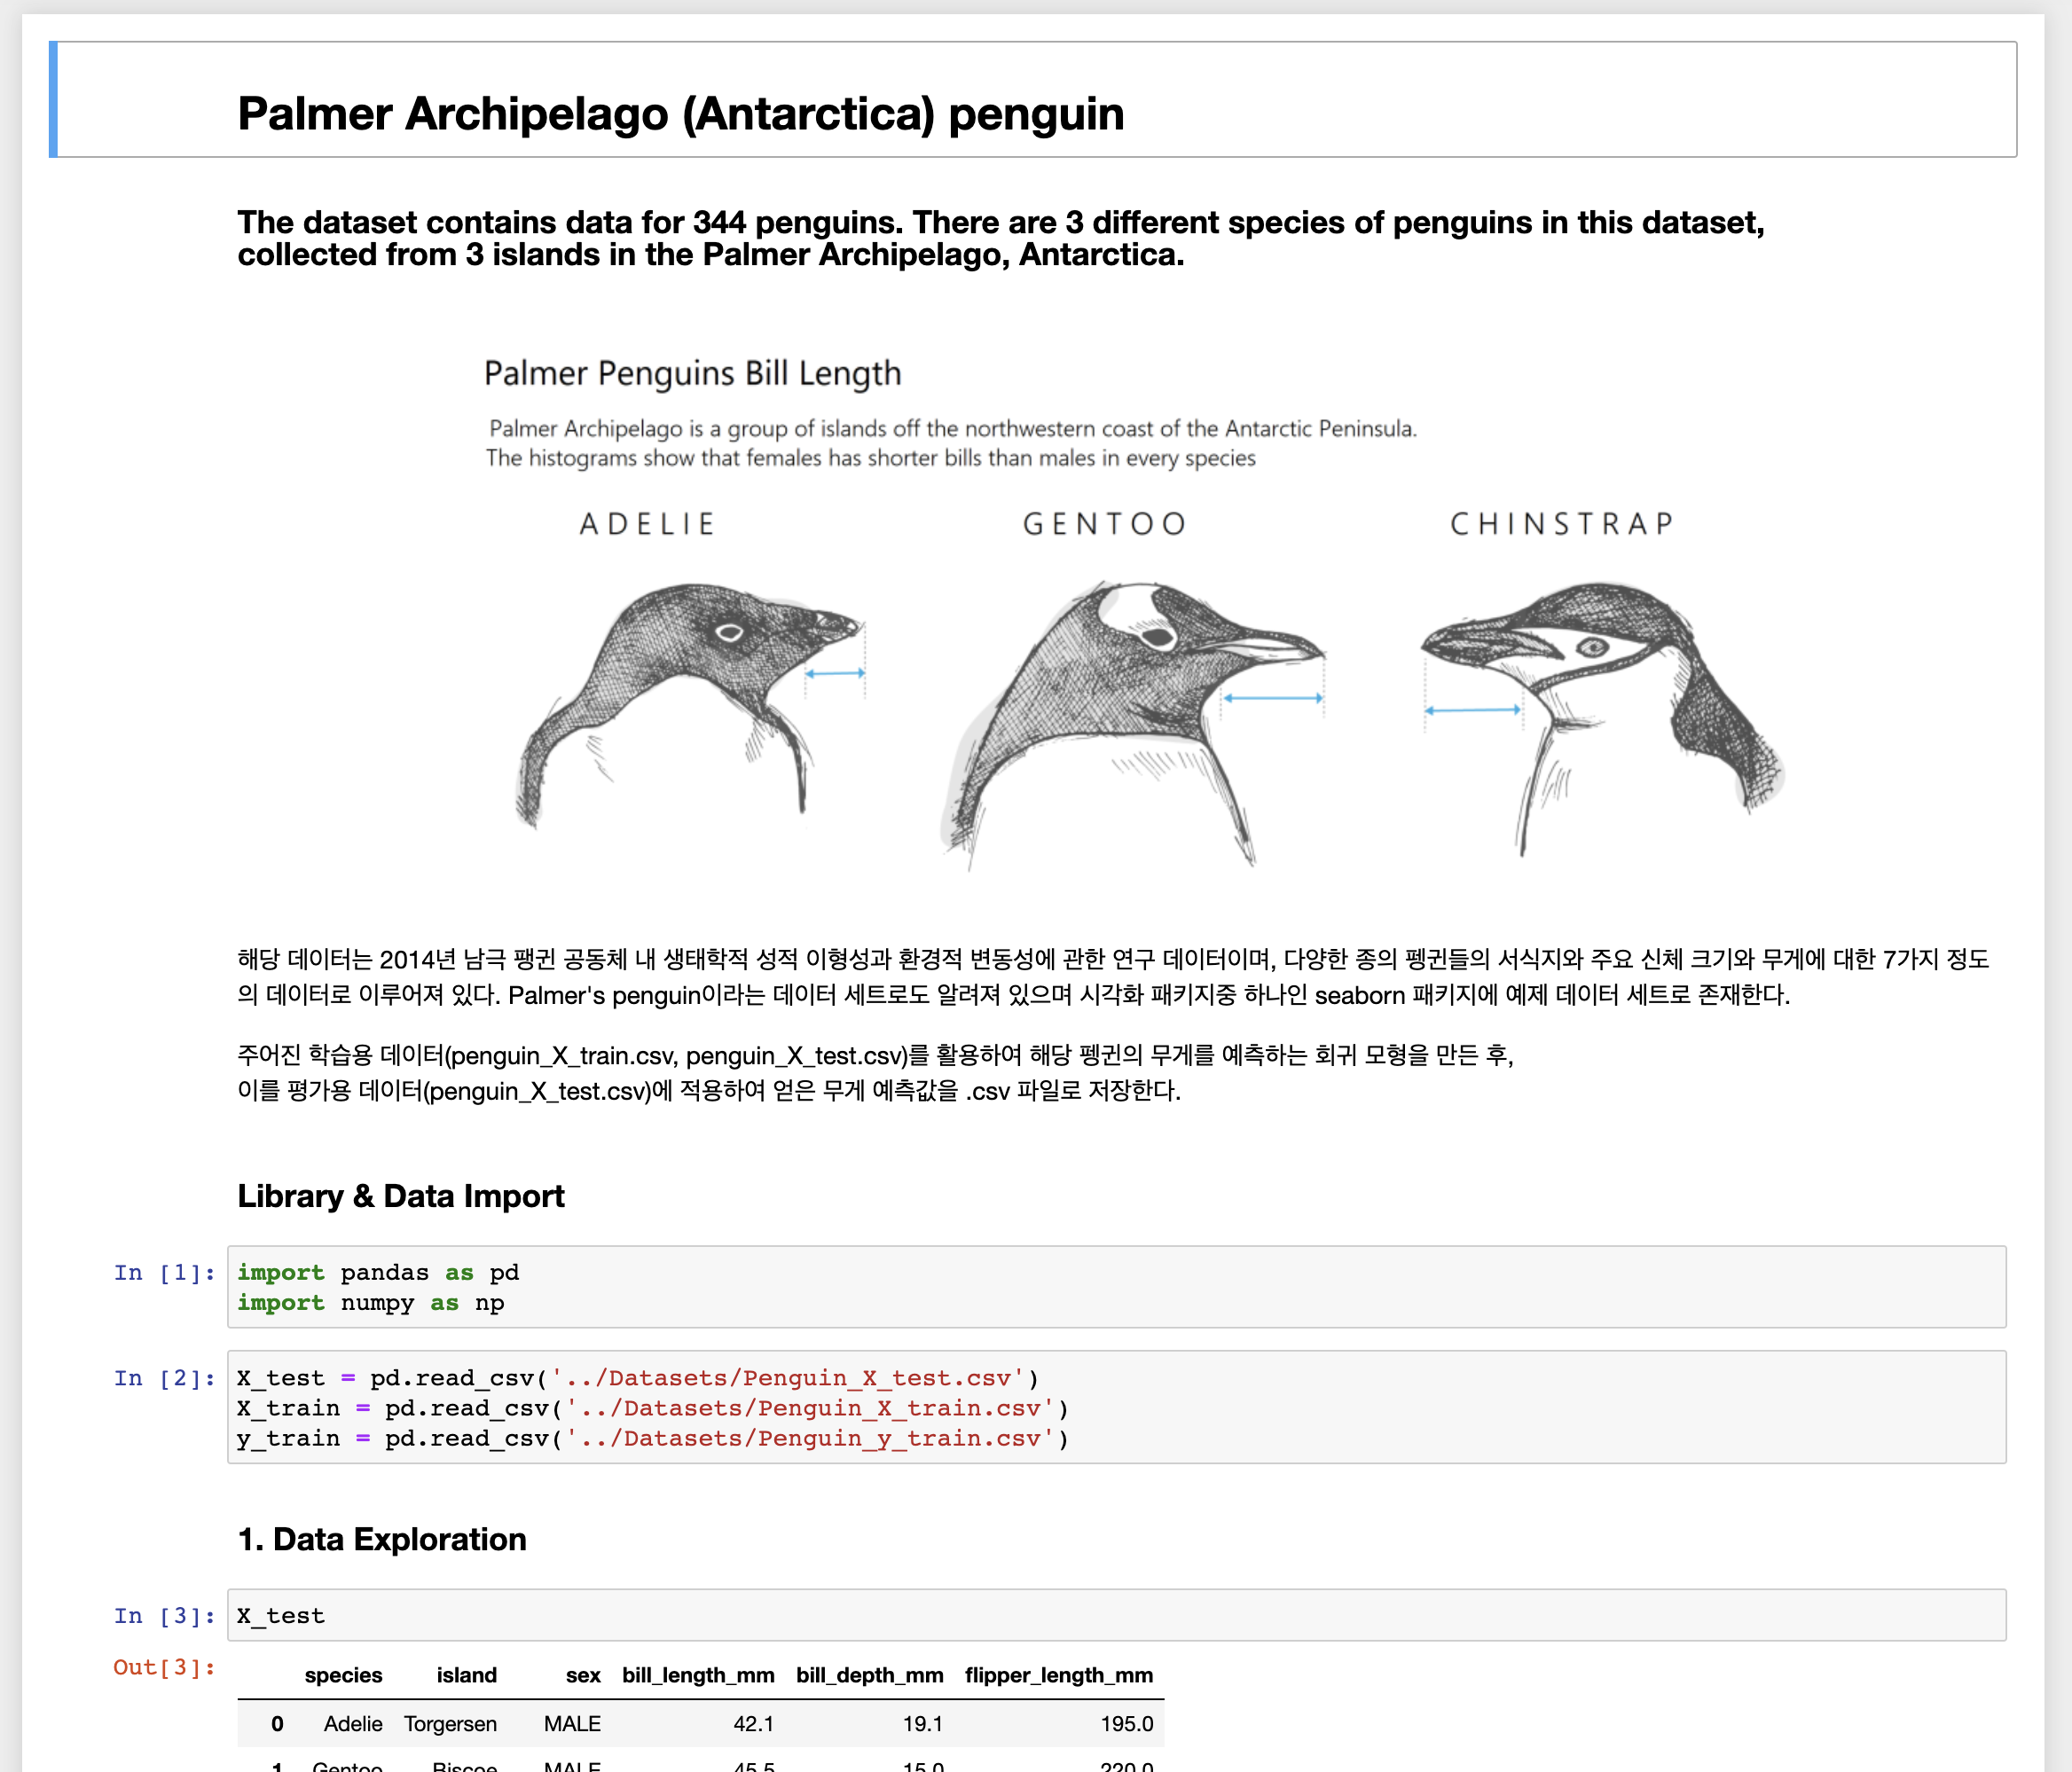 Palmer Archipelago (Antarctica) penguin
The dataset contains data for 344 penguins. There are 3 different species of penguins in this dataset,
collected from 3 islands in the Palmer Archipelago, Antarctica.
Palmer Penguins Bill Length
Palmer Archipelago is a group of islands off the northwestern coast of the Antarctic Peninsula.
The histograms show that females has shorter bills than males in every species
ADELIE GENTOO CHINSTRAP
해당 데이터는 2014년 남극 팽귄 공동체 내 생태학적 성적 이형성과 환경적 변동성에 관한 연구 데이터이며, 다양한 종의 펭귄들의 서식지와 주요 신체 크기와 무게에 대한 7가지 정도
의 데이터로 이루어져 있다. Palmer's penguin이라는 데이터 세트로도 알려져 있으며 시각화 패키지중 하나인 seaborn 패키지에 예제 데이터 세트로 존재한다.
주어진 학습용 데이터(penguin_X_train.csv, penguin_X_test.csv)를 활용하여 해당 펭귄의 무게를 예측하는 회귀 모형을 만든 후,
이를 평가용 데이터(penguin_X_test.csv)에 적용하여 얻은 무게 예측값을 .csv 파일로 저장한다.
Library & Data Import
In [1]: import pandas as pd
import numpy as np
In [2]: X_test = pd.read_csv('../Datasets/Penguin_X_test.csv')
X_train = pd.read_csv('../Datasets/Penguin_X_train.csv')
y_train = pd.read_csv('../Datasets/Penguin_y_train.csv')
1. Data Exploration
In [3]: X_test
Out[3]:
species island sex bill_length_mm bill_depth_mm flipper_length_mm
0 Adelie Torgersen MALE 42.1 19.1 195.0
1 Gentoo Biscoe MALE 45.5 15.0 220.0